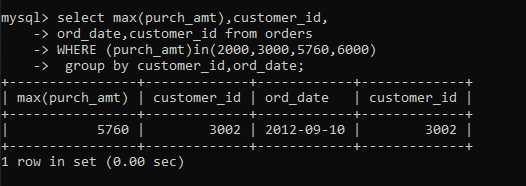 mysql> select max(purch_amt),customer_id,
    -> ord_date,customer_id from orders
    -> WHERE (purch_amt)in(2000,3000,5760,6000)
    ->  group by customer_id,ord_date;
+----------------+-------------+------------+-------------+
| max(purch_amt) | customer_id | ord_date   | customer_id |
+----------------+-------------+------------+-------------+
|           5760 |        3002 | 2012-09-10 |        3002 |
+----------------+-------------+------------+-------------+
1 row in set (0.00 sec)